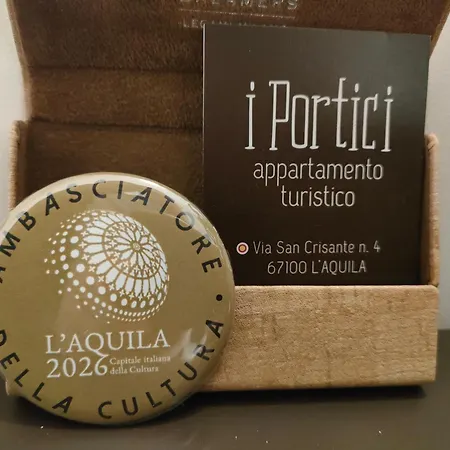 i Portici
appartamento
turistico
Via San Crisante n. 4
67100 L'AQUILA
AMBASCIATORE
DELLA CULTURA
L'AQUILA
2026
Capitale italiana
della Cultura